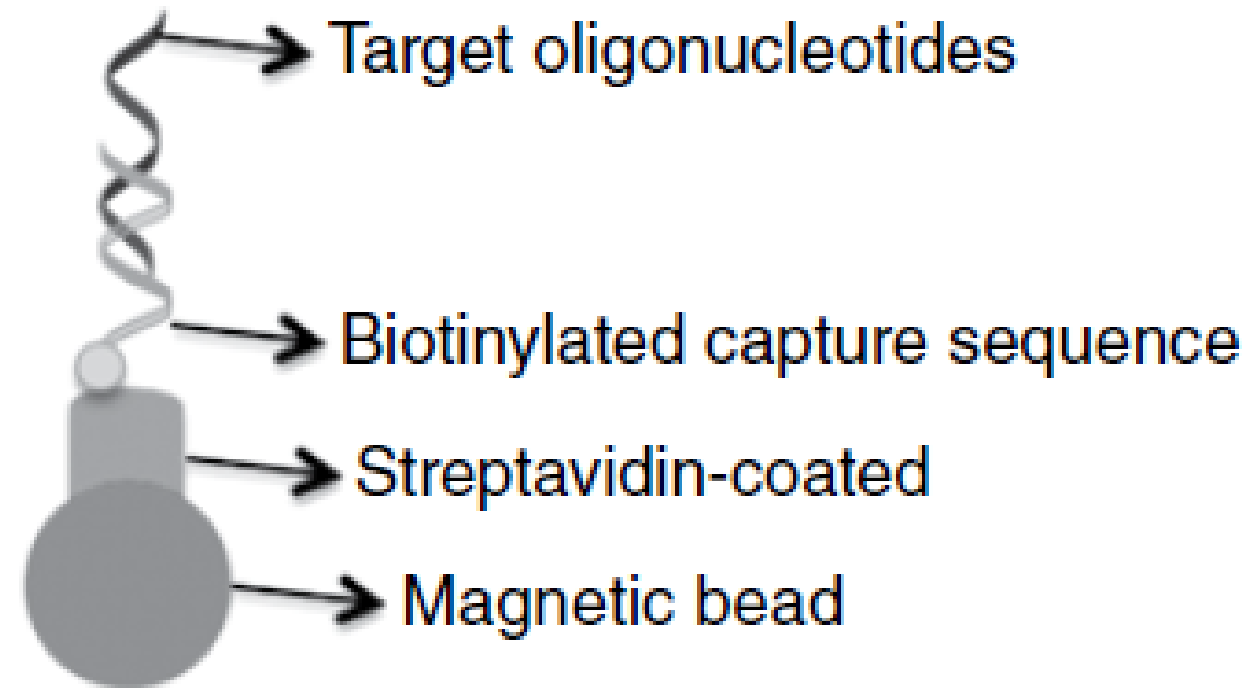 Target oligonucleotides
Biotinylated capture sequence
Streptavidin-coated
Magnetic bead